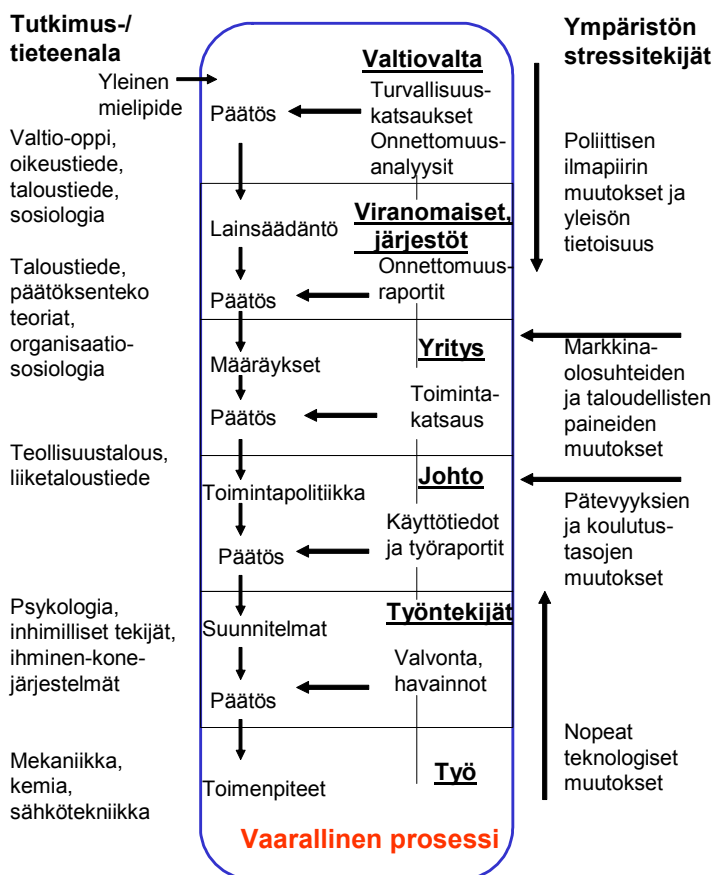 Tutkimus-/
tieteenala
Ympäristön
stressitekijät
Yleinen
mielipide
Valtiovalta
Turvallisuus-
katsaukset
Onnettomuus-
analyysit
Päätös
Valtio-oppi,
oikeustiede,
taloustiede,
sosiologia
Poliittisen
ilmapiirin
muutokset ja
yleisön
tietoisuus
Viranomaiset,
järjestöt
Lainsäädäntö
Onnettomuus-
raportit
Päätös
Taloustiede,
päätöksenteko
teoriat,
organisaatio-
sosiologia
Yritys
Määräykset
Toiminta-
katsaus
Päätös
Markkina-
olosuhteiden
ja taloudellisten
paineiden
muutokset
Teollisuustalous,
liiketaloustiede
Johto
Toimintapolitiikka
Käyttötiedot
ja työraportit
Päätös
Pätevyyksien
ja koulutus-
tasojen
muutokset
Psykologia,
inhimilliset tekijät,
ihminen-kone-
järjestelmät
Työntekijät
Suunnitelmat
Valvonta,
havainnot
Päätös
Nopeat
teknologiset
muutokset
Mekaniikka,
kemia,
sähkötekniikka
Työ
Toimenpiteet
Vaarallinen prosessi